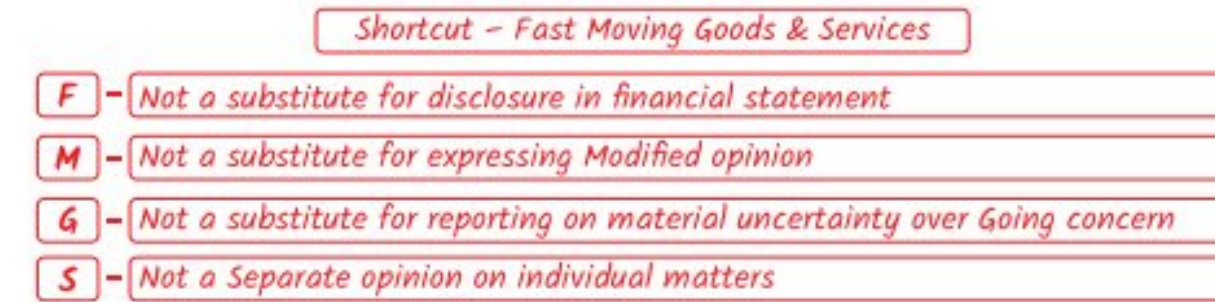 Shortcut – Fast Moving Goods & Services
F – Not a substitute for disclosure in financial statement
M – Not a substitute for expressing Modified opinion
G – Not a substitute for reporting on material uncertainty over Going concern
S – Not a Separate opinion on individual matters